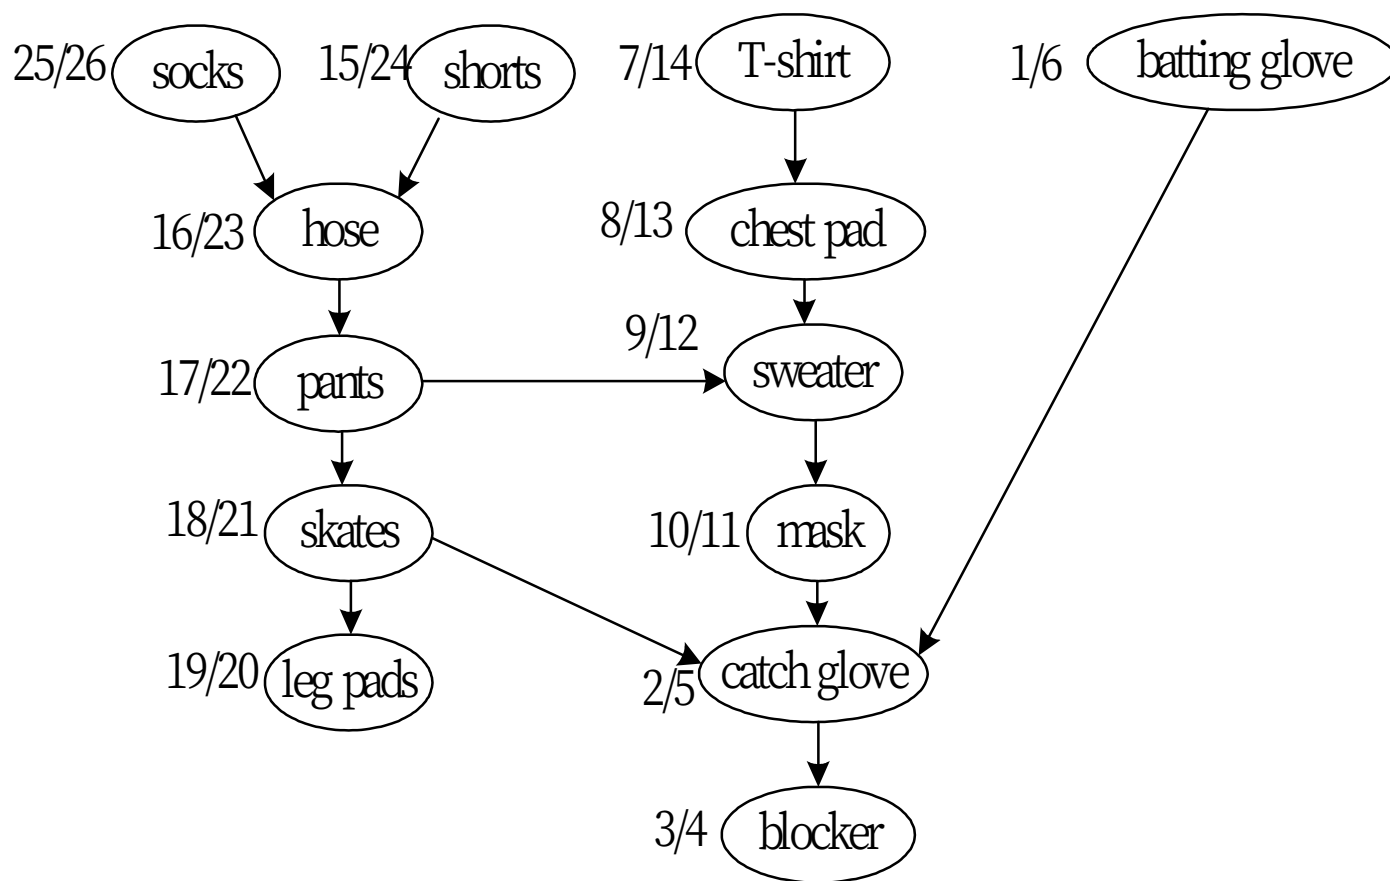 25/26 socks 15/24 shorts 7/14 T-shirt 1/6 batting glove
16/23 hose 8/13 chest pad
17/22 pants 9/12 sweater
18/21 skates 10/11 mask
19/20 leg pads 2/5 catch glove
3/4 blocker